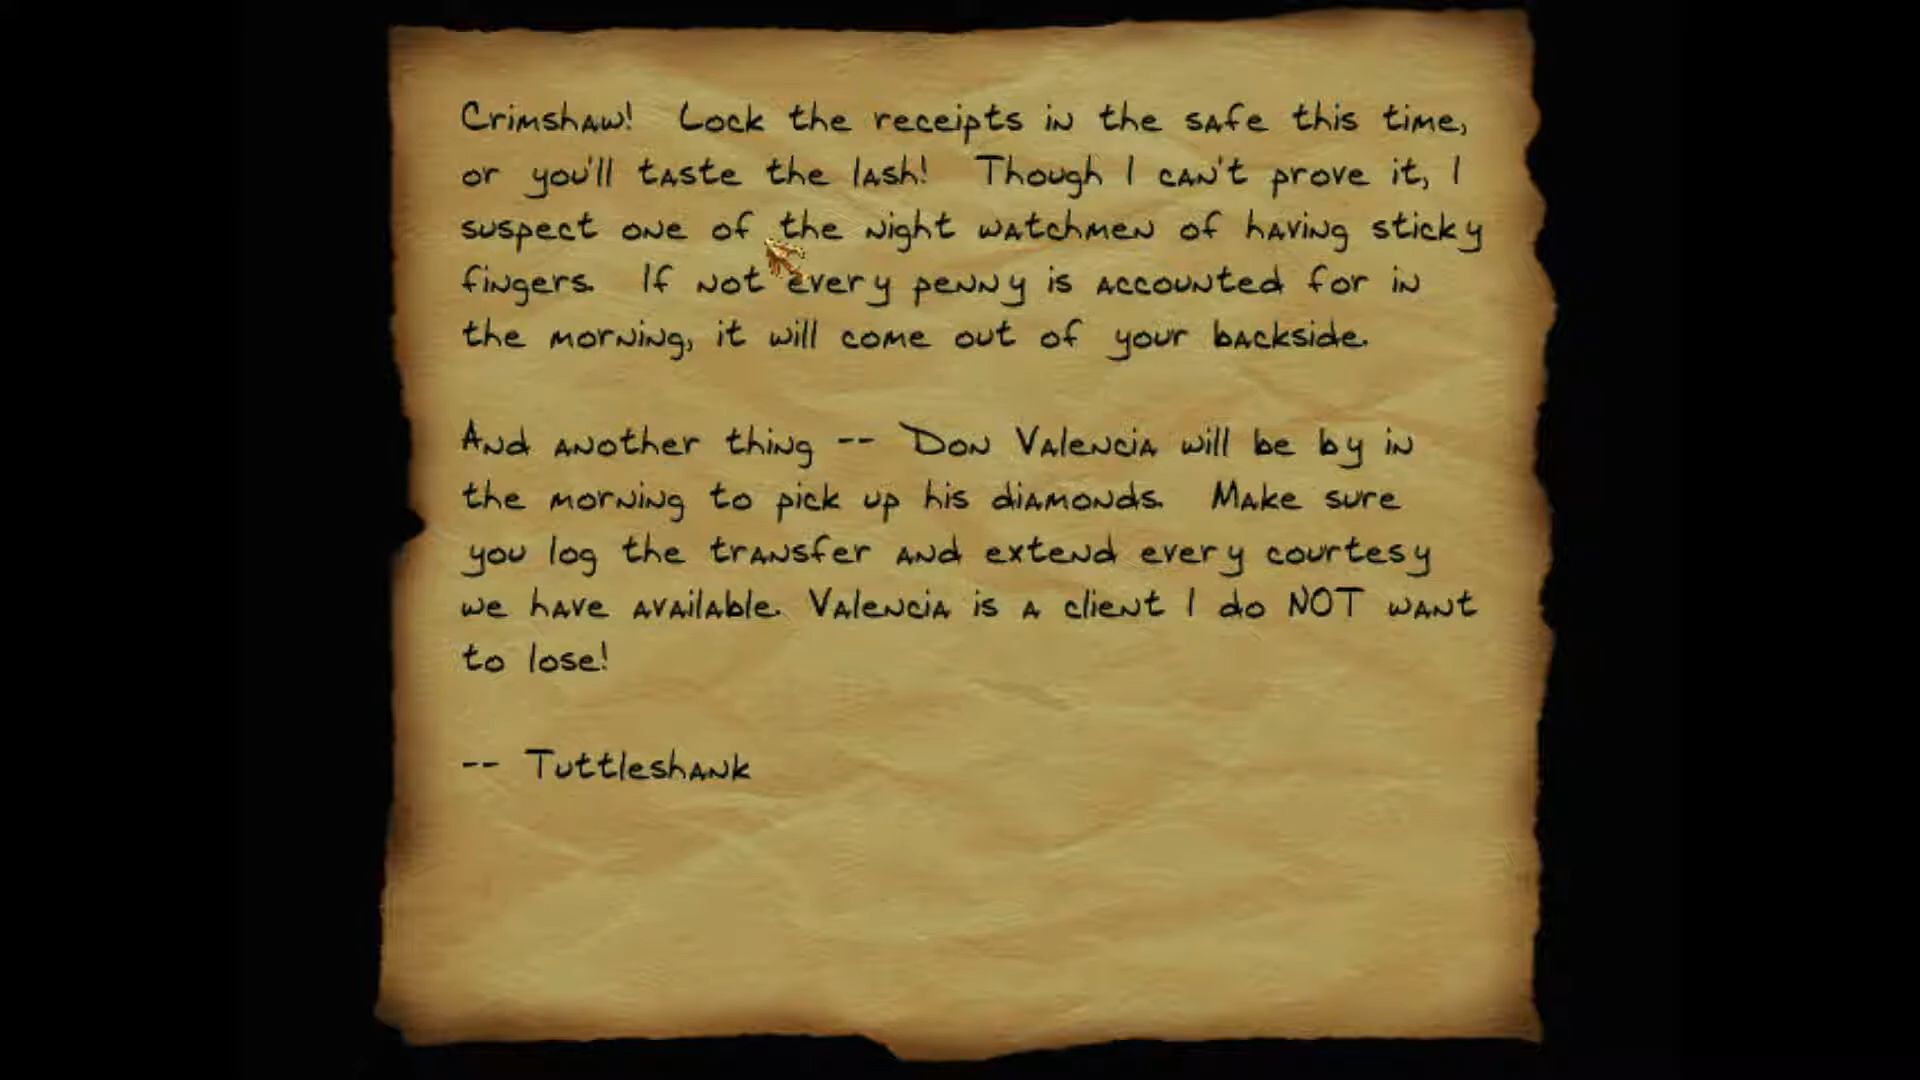 Crimshaw! Lock the receipts in the safe this time,
or you'll taste the lash! Though I can't prove it, I
suspect one of the night watchmen of having sticky
fingers. If not every penny is accounted for in
the morning, it will come out of your backside.
And another thing -- Don Valencia will be by in
the morning to pick up his diamonds. Make sure
you log the transfer and extend every courtesy
we have available. Valencia is a client I do NOT want
to lose!
-- Tuttleshank